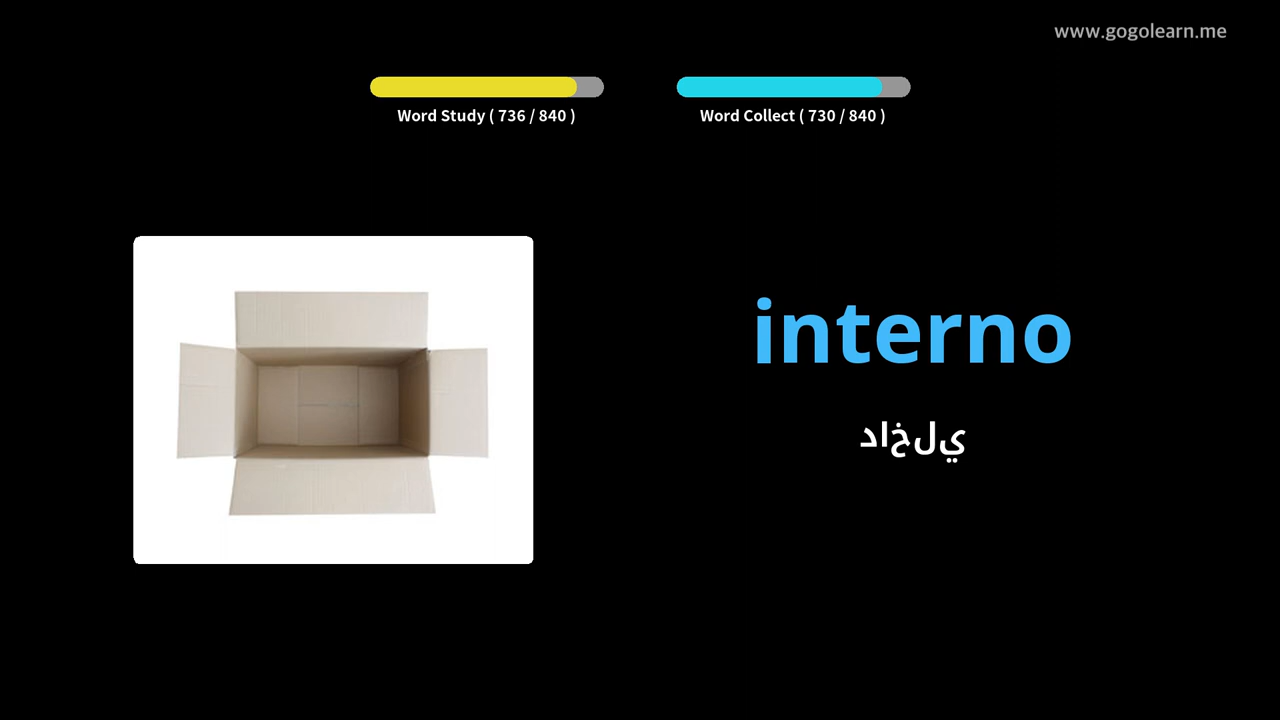 www.gogolearn.me
Word Study ( 736 / 840 )
Word Collect ( 730 / 840 )
interno
داخلي